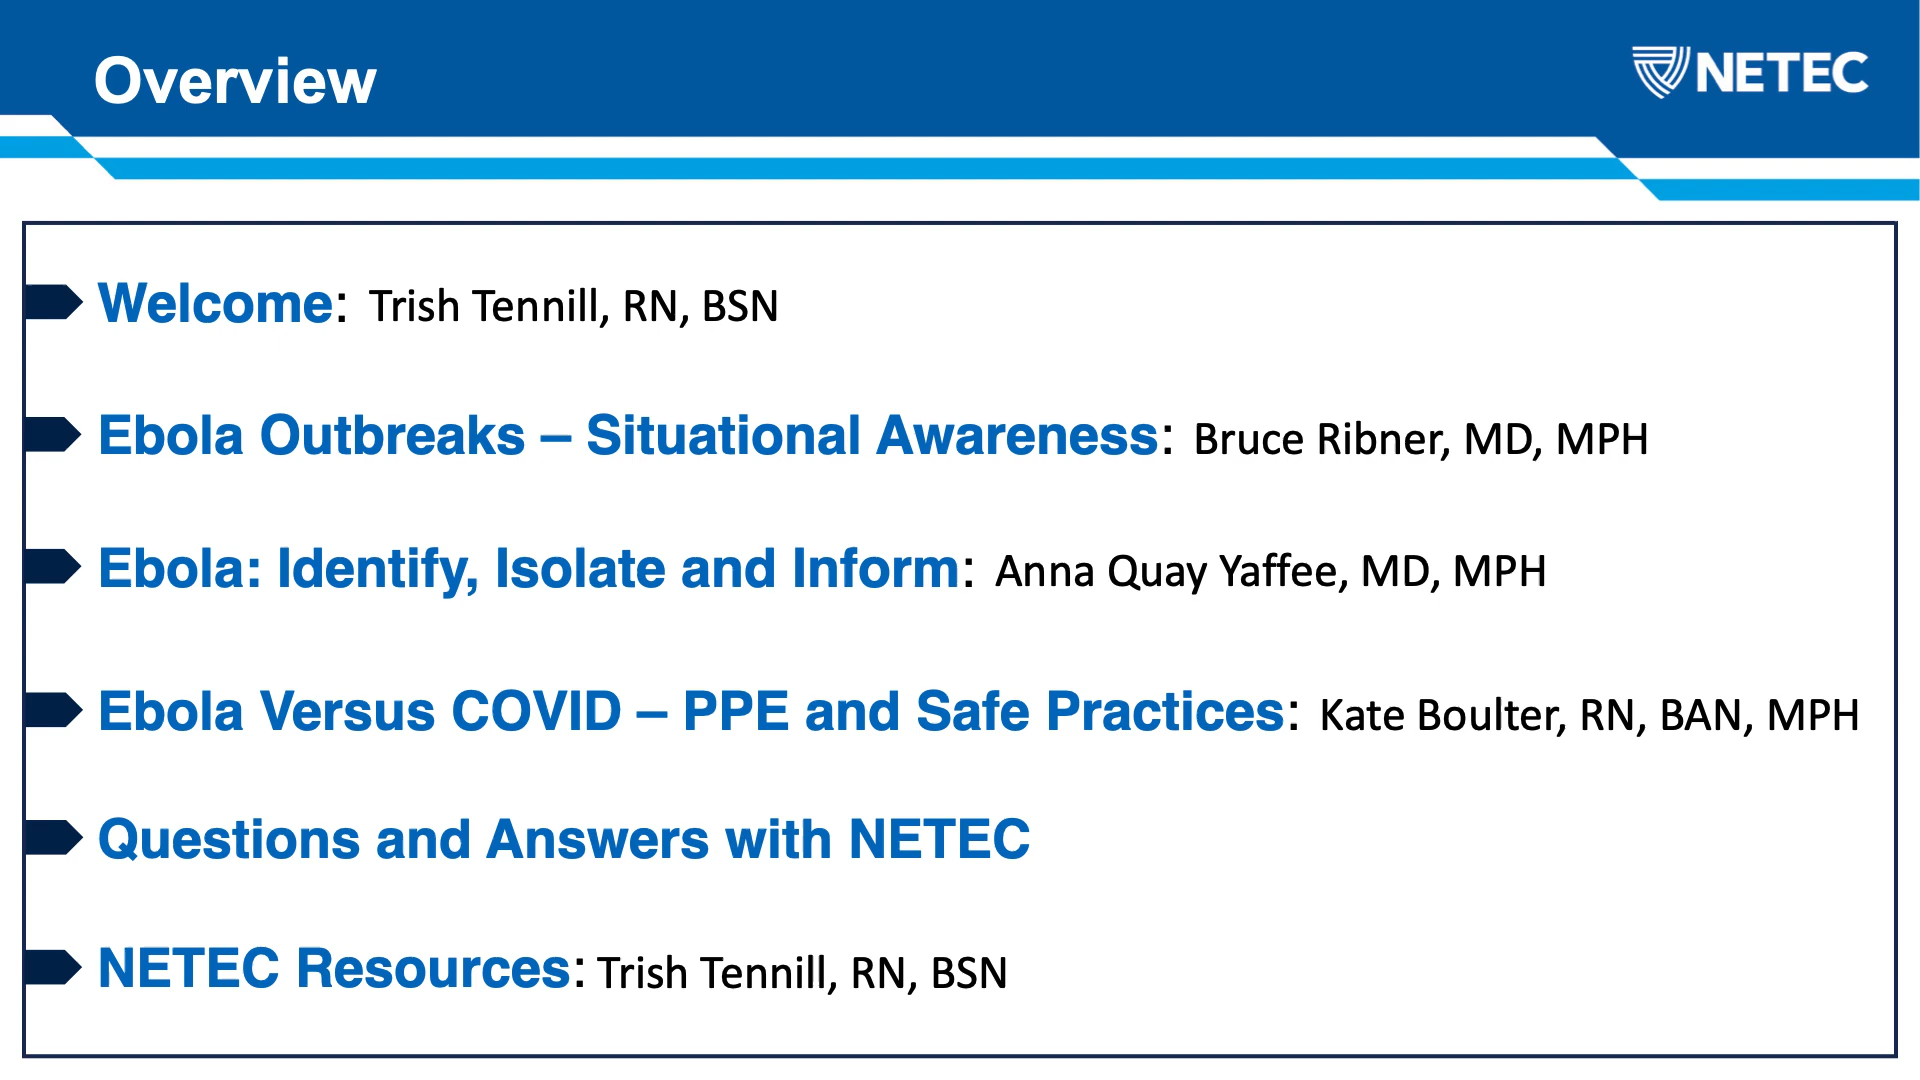 Overview
NETEC
Welcome: Trish Tennill, RN, BSN
Ebola Outbreaks – Situational Awareness: Bruce Ribner, MD, MPH
Ebola: Identify, Isolate and Inform: Anna Quay Yaffee, MD, MPH
Ebola Versus COVID – PPE and Safe Practices: Kate Boulter, RN, BAN, MPH
Questions and Answers with NETEC
NETEC Resources: Trish Tennill, RN, BSN